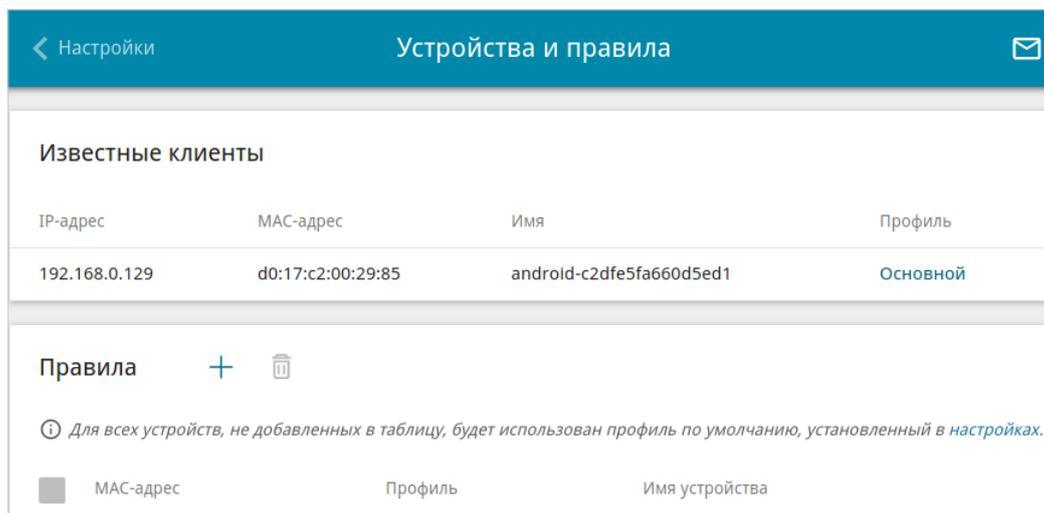 Настройки Устройства и правила
Известные клиенты
IP-адрес MAC-адрес Имя Профиль
192.168.0.129 d0:17:c2:00:29:85 android-c2dfe5fa660d5ed1 Основной
Правила
Для всех устройств, не добавленных в таблицу, будет использован профиль по умолчанию, установленный в настройках.
MAC-адрес Профиль Имя устройства